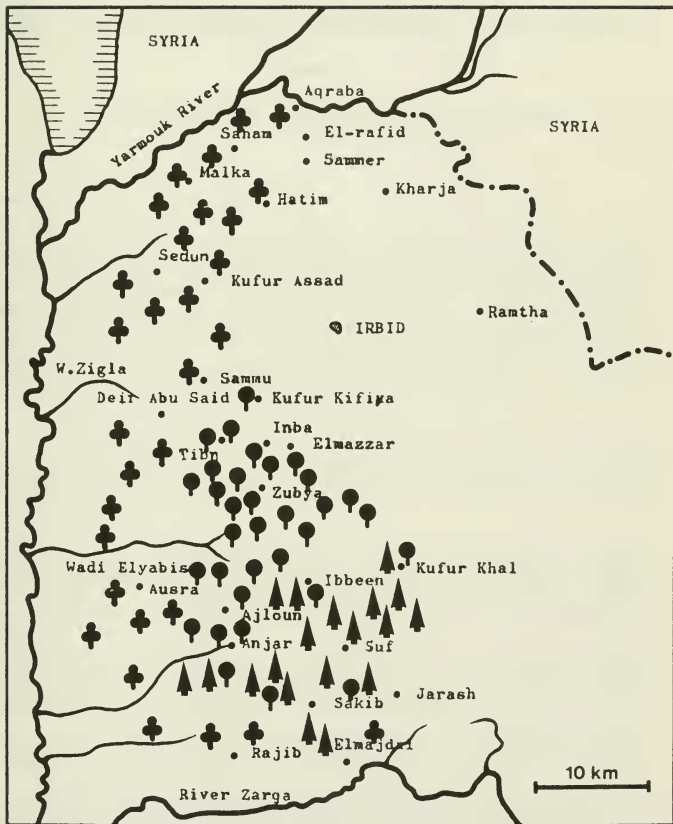 SYRIA
Aqraba
Yarmouk River
SYRIA
Saham
El-rafid
Sammer
Malka
Kharja
Hatim
Sedun
Kufur Assad
Ramtha
IRBID
W.Zigla
Sammu
Deir Abu Said
Kufur Kifiya
Inba
Elmazzar
Tibn
Zubya
Wadi Elyabis
Kufur Khal
Ausra
Ibbeen
Ajloun
Anjar
Suf
Jarash
Sakib
Rajib
Elmajdal
10 km
River Zarga